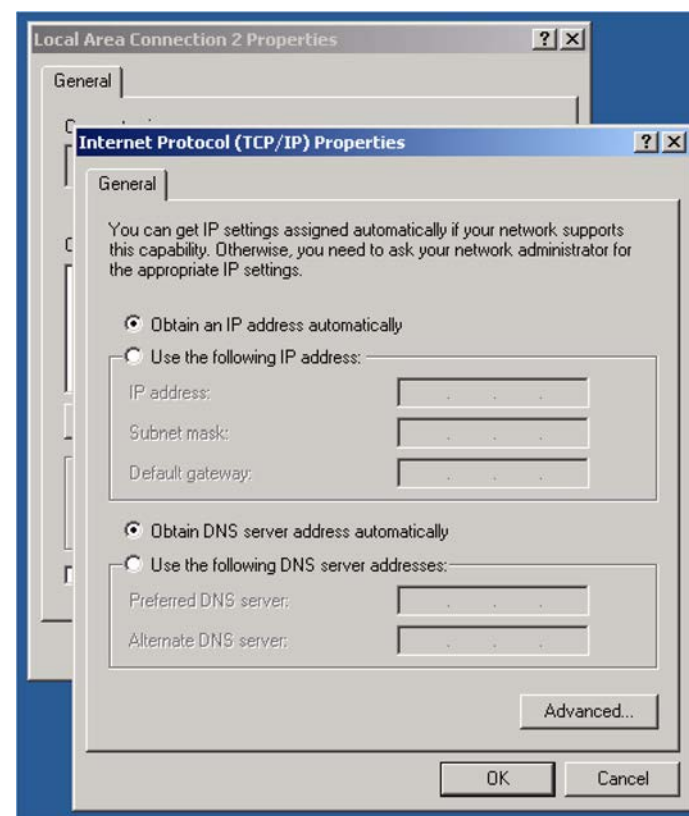 Local Area Connection 2 Properties
General
Internet Protocol (TCP/IP) Properties
General
You can get IP settings assigned automatically if your network supports
this capability. Otherwise, you need to ask your network administrator for
the appropriate IP settings.
Obtain an IP address automatically
Use the following IP address:
IP address:
Subnet mask:
Default gateway:
Obtain DNS server address automatically
Use the following DNS server addresses:
Preferred DNS server:
Alternate DNS server:
Advanced...
OK
Cancel